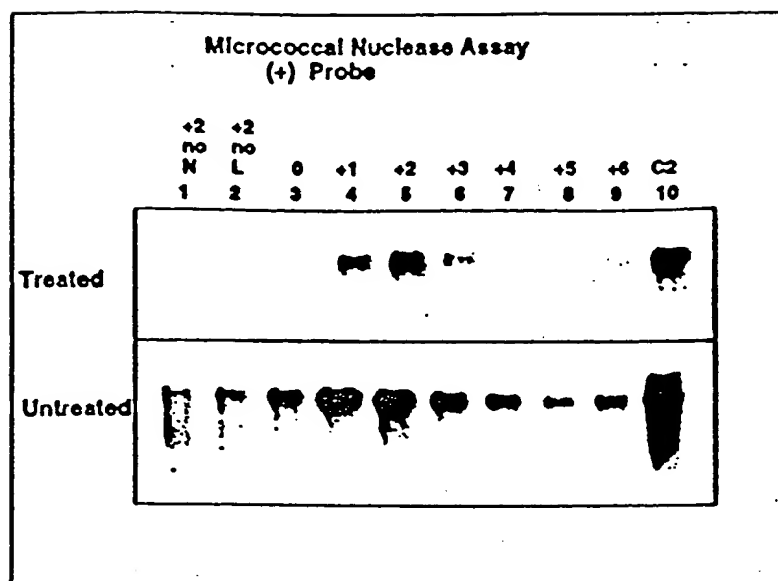 Micrococcal Nuclease Assay
(+) Probe
+2 +2
no no
N L 0 +1 +2 +3 +4 +5 +6 C2
1 2 3 4 5 6 7 8 9 10
Treated
Untreated